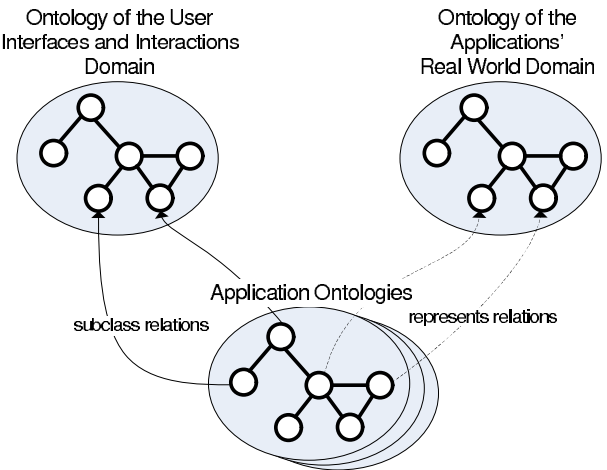 Ontology of the User
Interfaces and Interactions
Domain
Ontology of the
Applications'
Real World Domain
Application Ontologies
subclass relations
represents relations